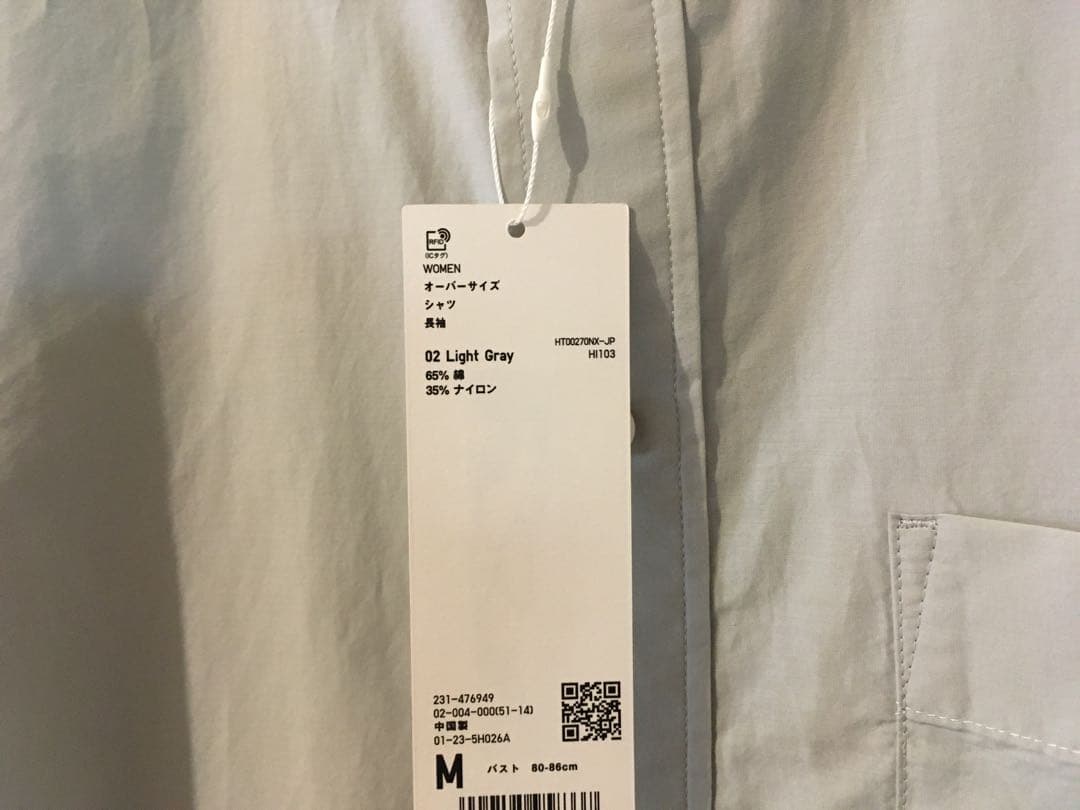 RFID
(ICタグ)
WOMEN
オーバーサイズ
シャツ
長袖
HT00270NX-JP
02 Light Gray
HI103
65% 綿
35% ナイロン
231-476949
02-004-000(51-14)
中国製
01-23-5H026A
M バスト 80-86cm